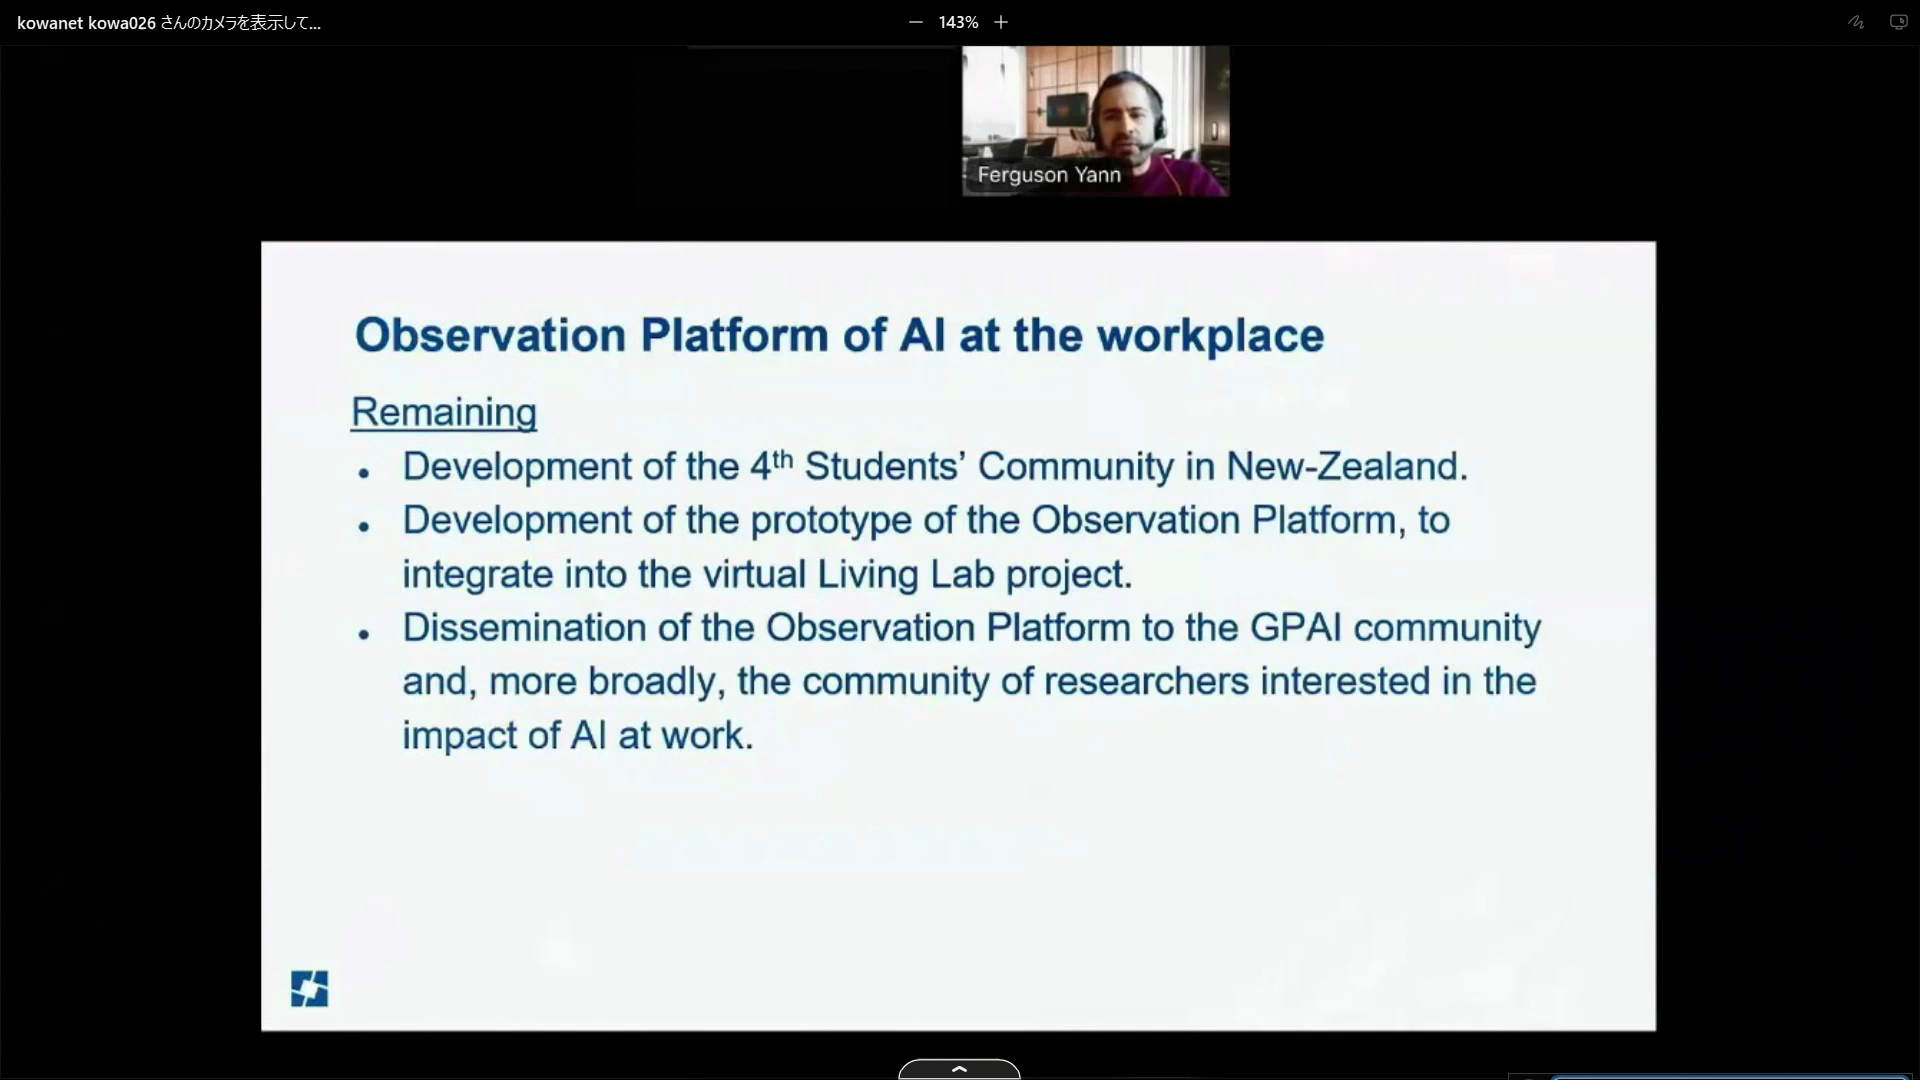 kowanet kowa026 さんのカメラを表示して...
143%
Ferguson Yann
Observation Platform of AI at the workplace
Remaining
• Development of the 4th Students’ Community in New-Zealand.
• Development of the prototype of the Observation Platform, to
integrate into the virtual Living Lab project.
• Dissemination of the Observation Platform to the GPAI community
and, more broadly, the community of researchers interested in the
impact of AI at work.